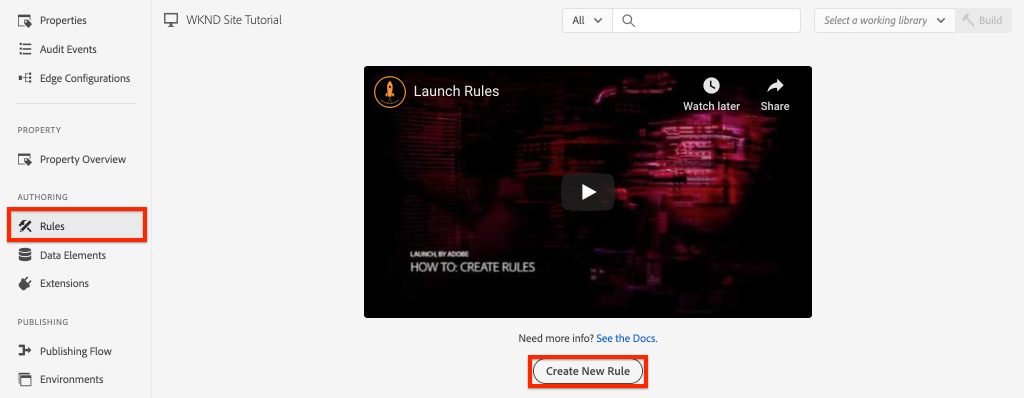 Properties
Audit Events
Edge Configurations
PROPERTY
Property Overview
AUTHORING
Rules
Data Elements
Extensions
PUBLISHING
Publishing Flow
Environments
WKND Site Tutorial
All
Select a working library
Build
Launch Rules
Watch later
Share
LAUNCH, BY ADOBE
HOW TO: CREATE RULES
Need more info? See the Docs.
Create New Rule